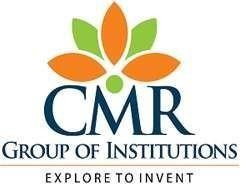 CMR
GROUP OF INSTITUTIONS
EXPLORE TO INVENT